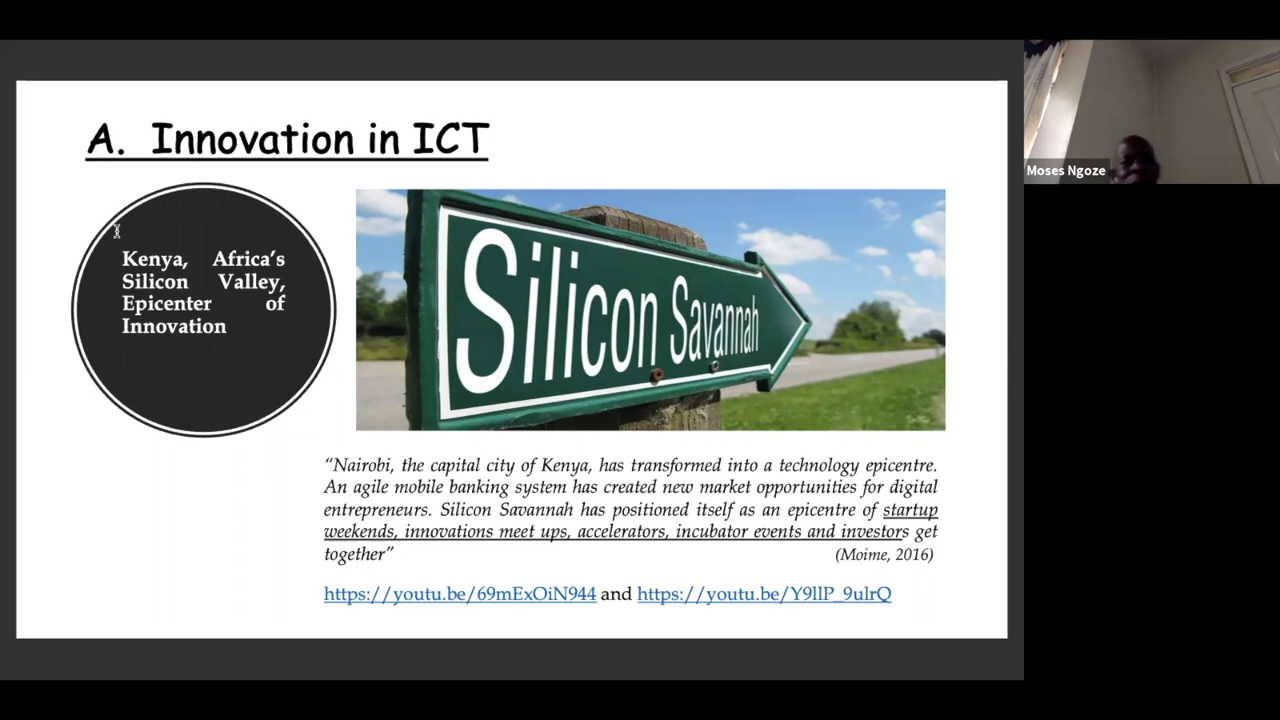 A. Innovation in ICT
Kenya, Africa's
Silicon Valley,
Epicenter of
Innovation
Silicon Savannah
“Nairobi, the capital city of Kenya, has transformed into a technology epicentre.
An agile mobile banking system has created new market opportunities for digital
entrepreneurs. Silicon Savannah has positioned itself as an epicentre of startup
weekends, innovations meet ups, accelerators, incubator events and investors get
together” (Moime, 2016)
https://youtu.be/69mExOiN944 and https://youtu.be/Y9llP_9ulrQ
Moses Ngoze